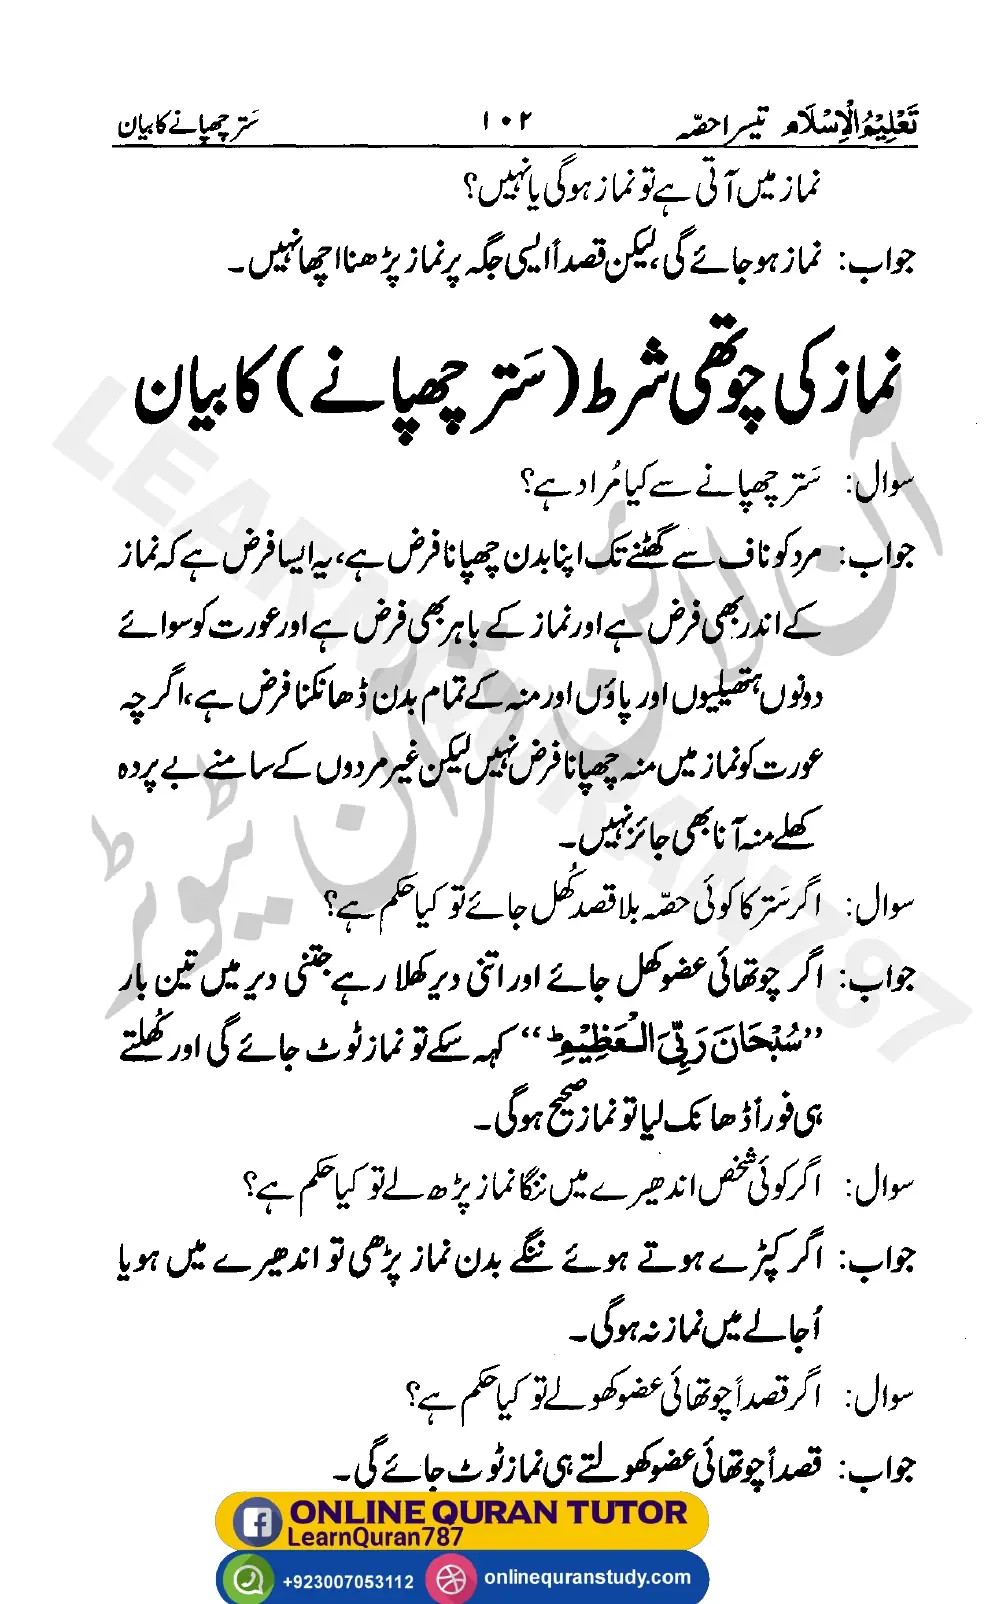 تَعْلِیْمُ الْاِسْلَام تیسرا حصّہ ۱۰۲ سَتر چھپانے کا بیان
نماز میں آتی ہے تو نماز ہوگی یا نہیں؟
جواب: نماز ہو جائے گی، لیکن قصداً ایسی جگہ پر نماز پڑھنا اچھا نہیں۔
نماز کی چوتھی شرط (سَتر چھپانے) کا بیان
سوال: سَتر چھپانے سے کیا مُراد ہے؟
جواب: مرد کو ناف سے گھٹنے تک اپنا بدن چھپانا فرض ہے، یہ ایسا فرض ہے کہ نماز
کے اندر بھی فرض ہے اور نماز کے باہر بھی فرض ہے اور عورت کو سوائے
دونوں ہتھیلیوں اور پاؤں اور منہ کے تمام بدن ڈھانکنا فرض ہے، اگرچہ
عورت کو نماز میں منہ چھپانا فرض نہیں لیکن غیر مردوں کے سامنے بے پردہ
کھلے منہ آنا بھی جائز نہیں۔
سوال: اگر سَتر کا کوئی حصّہ بلا قصد کُھل جائے تو کیا حکم ہے؟
جواب: اگر چوتھائی عضو کھل جائے اور اتنی دیر کھلا رہے جتنی دیر میں تین بار
”سُبْحَانَ رَبِّیَ الْعَظِیْمِ ط“ کہہ سکے تو نماز ٹوٹ جائے گی اور کُھلتے
ہی فوراً ڈھانک لیا تو نماز صحیح ہوگی۔
سوال: اگر کوئی شخص اندھیرے میں ننگا نماز پڑھ لے تو کیا حکم ہے؟
جواب: اگر کپڑے ہوتے ہوئے ننگے بدن نماز پڑھی تو اندھیرے میں ہو یا
اُجالے میں نماز نہ ہوگی۔
سوال: اگر قصداً چوتھائی عضو کھولے تو کیا حکم ہے؟
جواب: قصداً چوتھائی عضو کھولتے ہی نماز ٹوٹ جائے گی۔
آن لائن قرآن ٹیوٹر
LEARNQURAN787
ONLINE QURAN TUTOR
LearnQuran787
+923007053112 onlinequranstudy.com